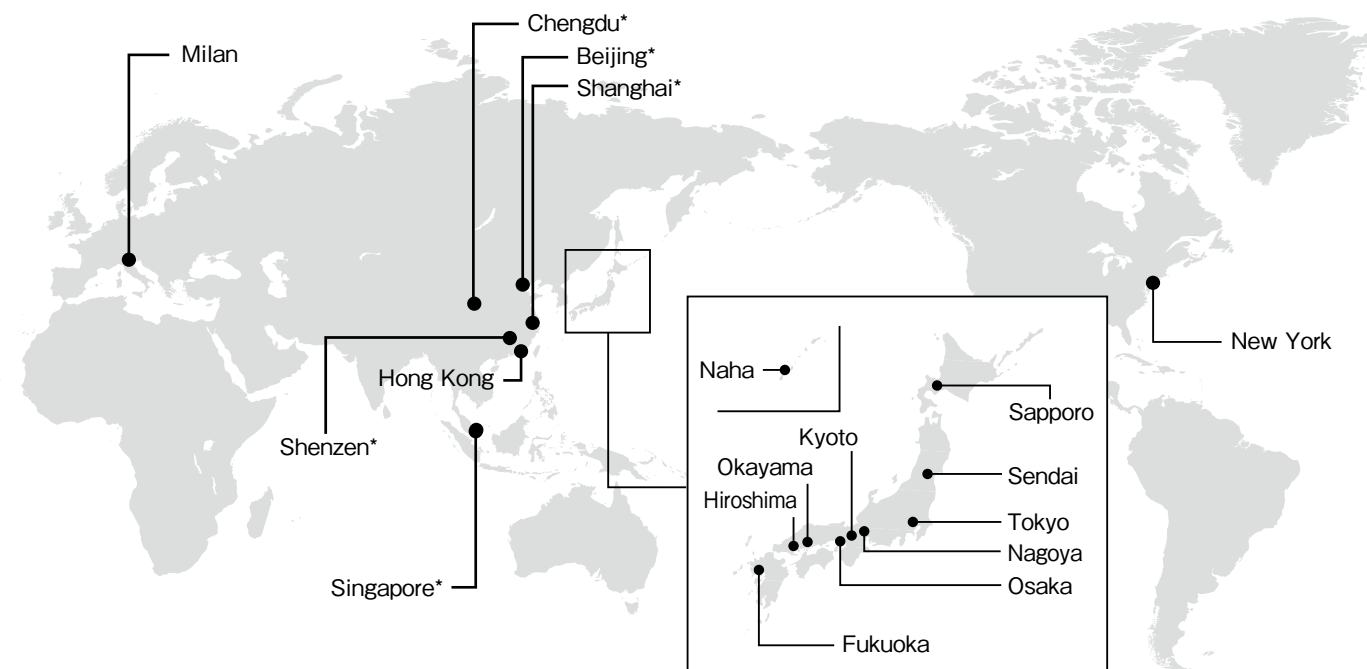 Chengdu*
Milan
Beijing*
Shanghai*
New York
Hong Kong
Naha
Sapporo
Kyoto
Shenzen*
Okayama
Sendai
Hiroshima
Tokyo
Nagoya
Singapore*
Osaka
Fukuoka